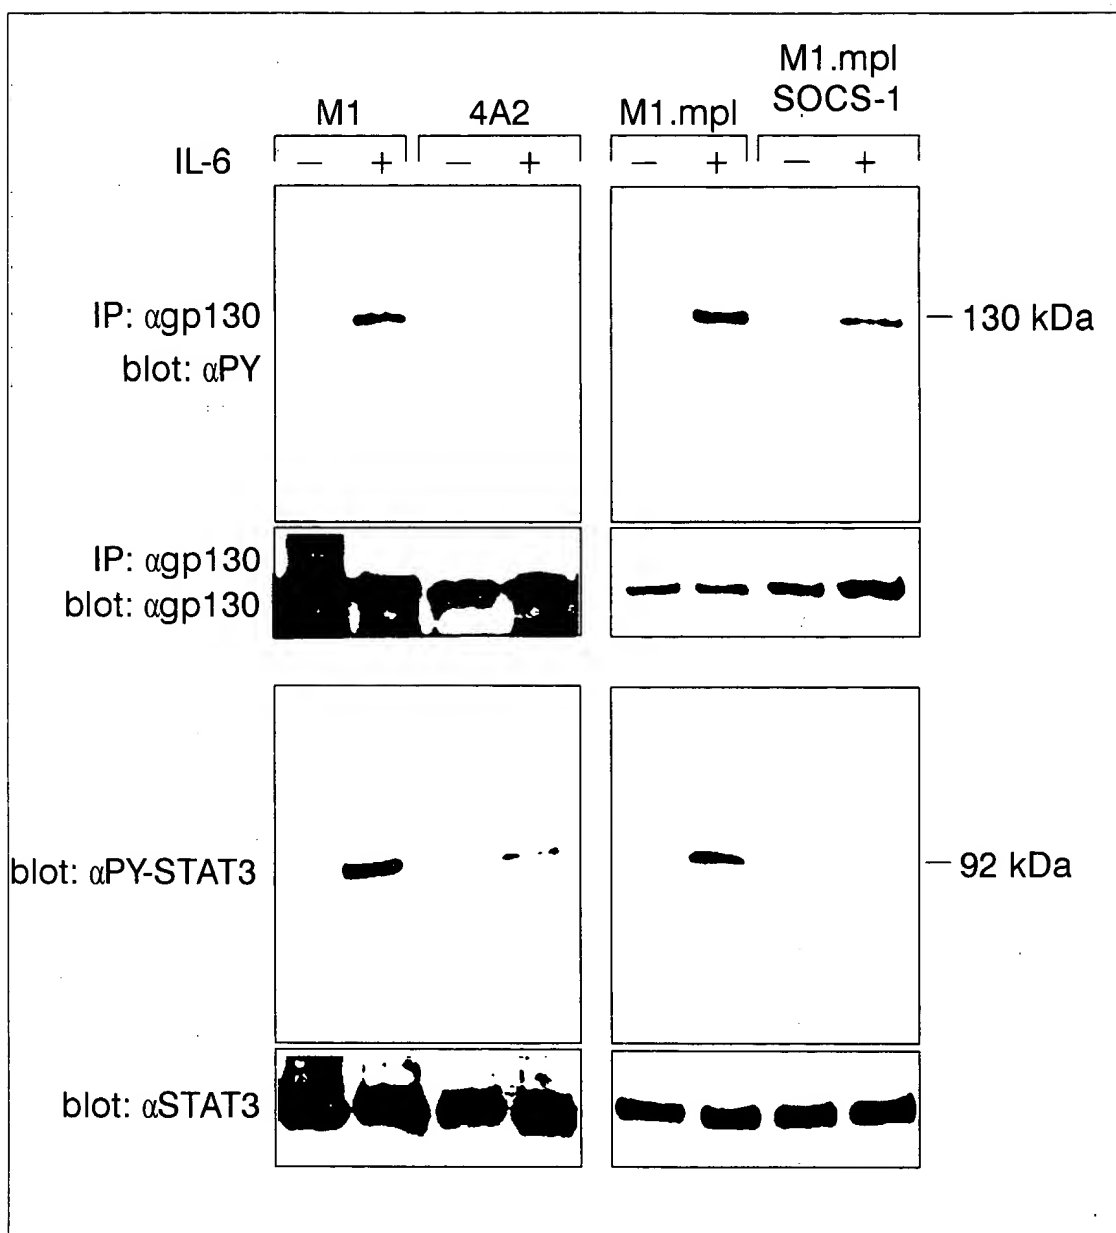 M1 4A2 M1.mpl M1.mpl
SOCS-1
IL-6 – + – + – + – +
IP: αgp130
blot: αPY
– 130 kDa
IP: αgp130
blot: αgp130
blot: αPY-STAT3
– 92 kDa
blot: αSTAT3